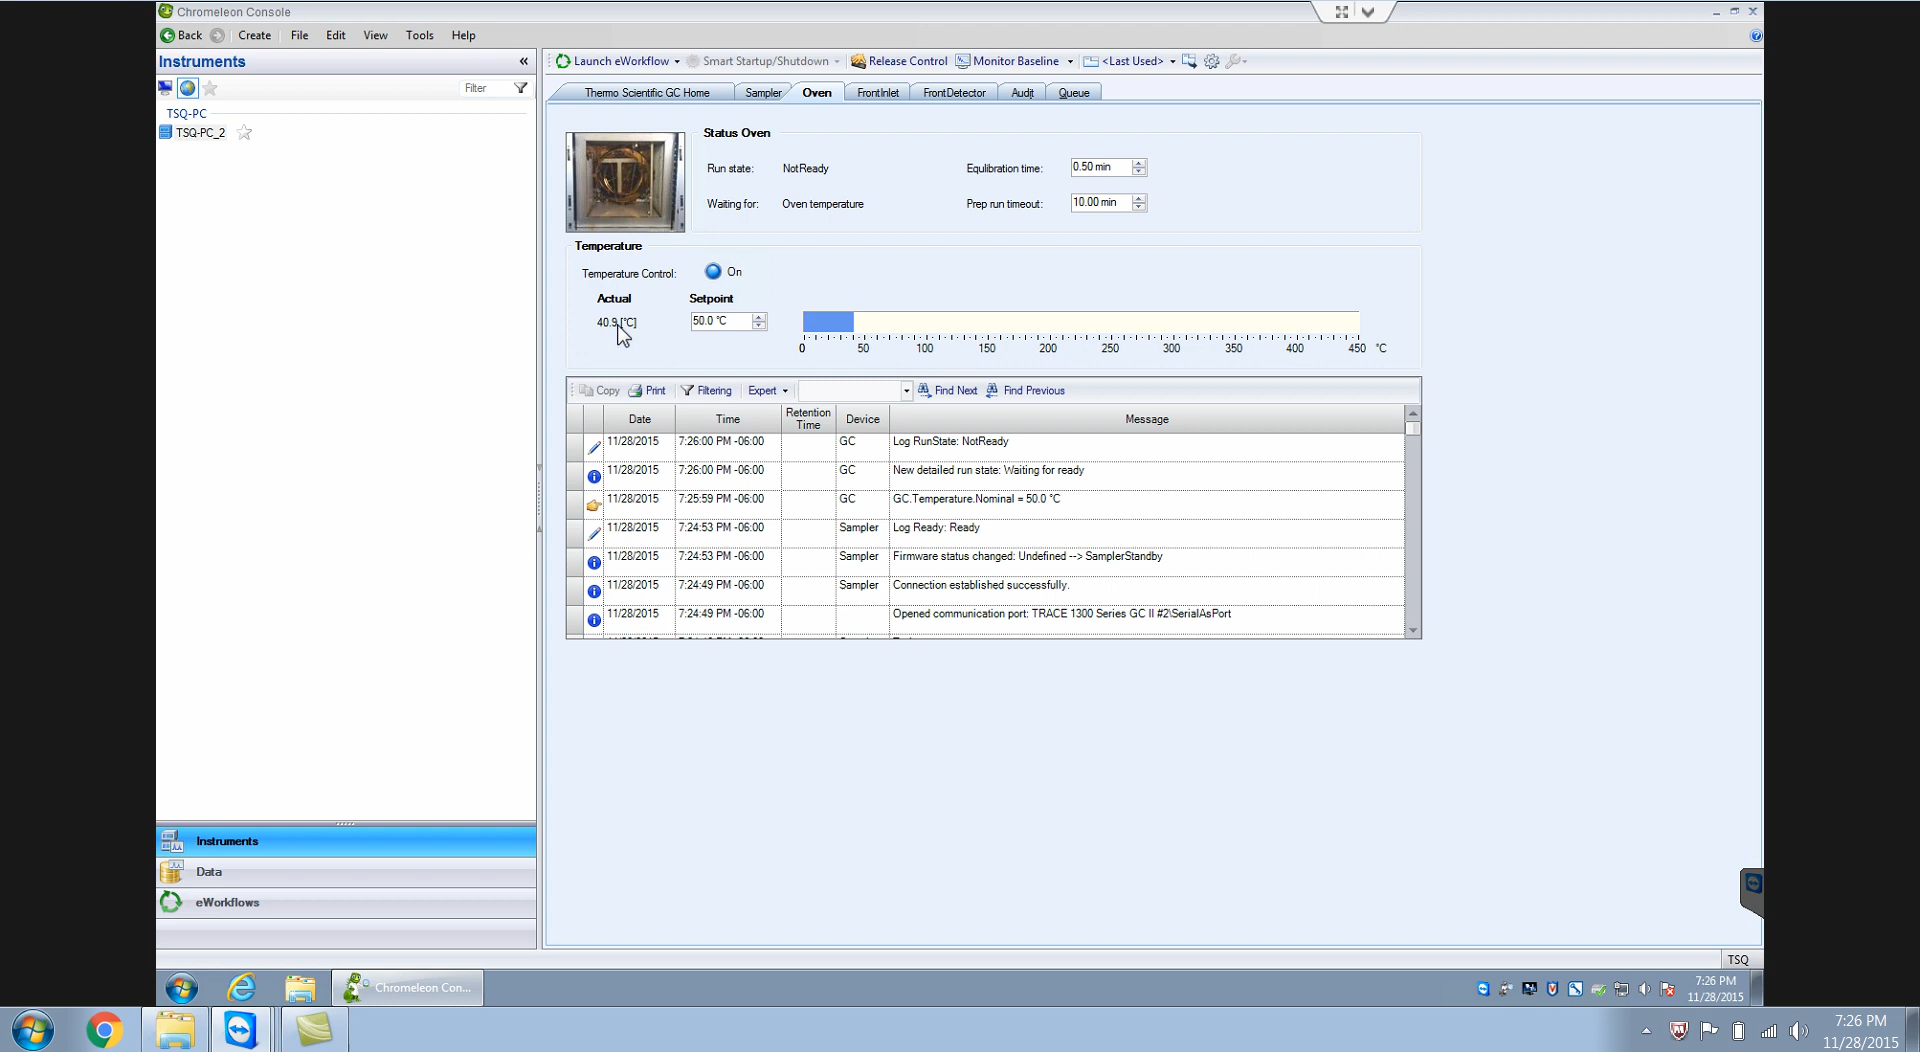 Chromeleon Console
Back Create File Edit View Tools Help
Instruments «
Launch eWorkflow Smart Startup/Shutdown Release Control Monitor Baseline <Last Used>
Filter
Thermo Scientific GC Home Sampler Oven FrontInlet FrontDetector Audit Queue
TSQ-PC
TSQ-PC_2
Status Oven
Run state: NotReady Equlibration time: 0.50 min
Waiting for: Oven temperature Prep run timeout: 10.00 min
Temperature
Temperature Control: On
Actual Setpoint
40.9 [°C] 50.0 °C
0 50 100 150 200 250 300 350 400 450 °C
Copy Print Filtering Expert Find Next Find Previous
Date Time Retention Time Device Message
11/28/2015 7:26:00 PM -06:00 GC Log RunState: NotReady
11/28/2015 7:26:00 PM -06:00 GC New detailed run state: Waiting for ready
11/28/2015 7:25:59 PM -06:00 GC GC.Temperature.Nominal = 50.0 °C
11/28/2015 7:24:53 PM -06:00 Sampler Log Ready: Ready
11/28/2015 7:24:53 PM -06:00 Sampler Firmware status changed: Undefined --> SamplerStandby
11/28/2015 7:24:49 PM -06:00 Sampler Connection established successfully.
11/28/2015 7:24:49 PM -06:00 Opened communication port: TRACE 1300 Series GC II #2\SerialAsPort
Instruments
Data
eWorkflows
TSQ
Chromeleon Con...
7:26 PM
11/28/2015
7:26 PM
11/28/2015